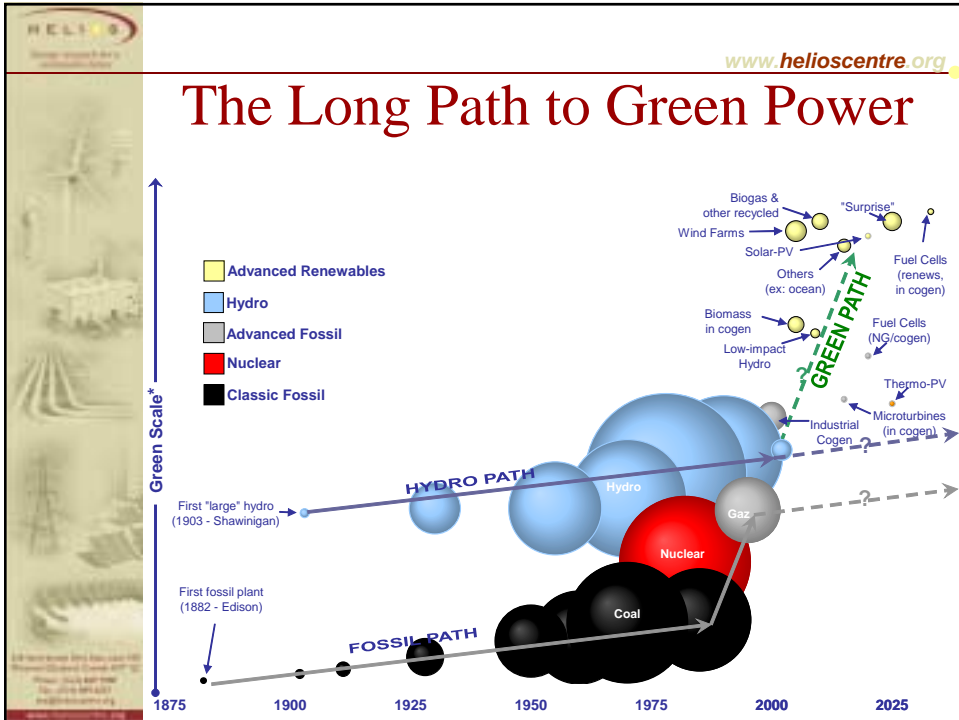 HELIOS
www.helioscentre.org
The Long Path to Green Power
Biogas &
other recycled
"Surprise"
Wind Farms
Solar-PV
Others
(ex: ocean)
Fuel Cells
(renews,
in cogen)
Advanced Renewables
Hydro
Advanced Fossil
Nuclear
Classic Fossil
Biomass
in cogen
Low-impact
Hydro
GREEN PATH
?
Fuel Cells
(NG/cogen)
Thermo-PV
Microturbines
(in cogen)
Industrial
Cogen
?
Green Scale*
HYDRO PATH
Hydro
First "large" hydro
(1903 - Shawinigan)
Gaz
?
Nuclear
First fossil plant
(1882 - Edison)
Coal
FOSSIL PATH
1875
1900
1925
1950
1975
2000
2025